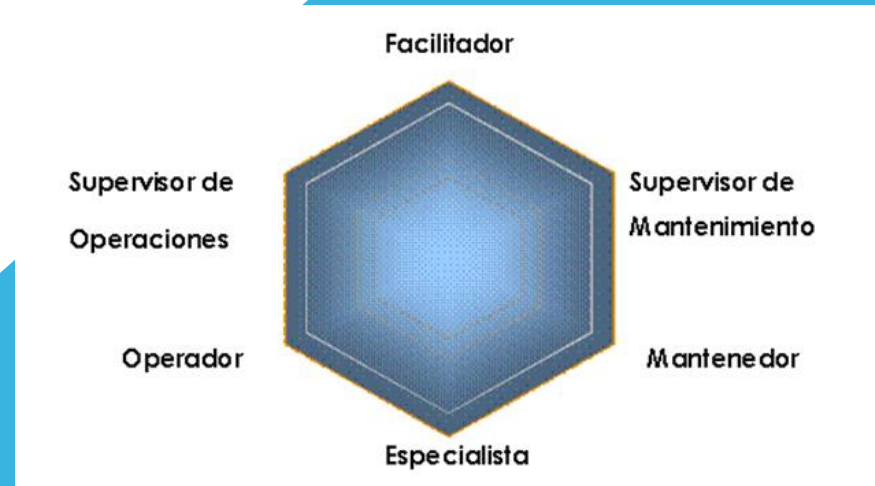 Facilitador
Supervisor de
Operaciones
Supervisor de
Mantenimiento
Operador
Mantenedor
Especialista